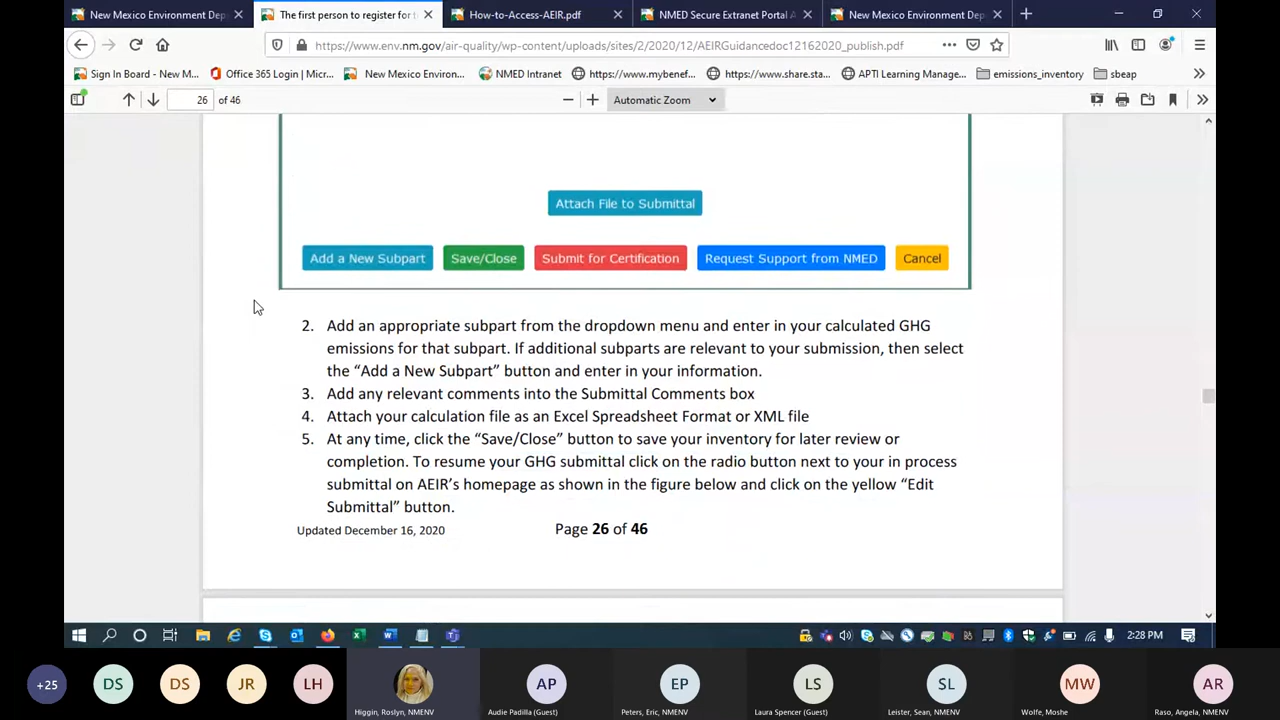 New Mexico Environment Dep
The first person to register for t
How-to-Access-AEIR.pdf
NMED Secure Extranet Portal A
New Mexico Environment Dep
https://www.env.nm.gov/air-quality/wp-content/uploads/sites/2/2020/12/AEIRGuidancedoc12162020_publish.pdf
Sign In Board - New M...
Office 365 Login | Micr...
New Mexico Environ...
NMED Intranet
https://www.mybenef...
https://www.share.sta...
APTI Learning Manage...
emissions_inventory
sbeap
26 of 46
Automatic Zoom
Attach File to Submittal
Add a New Subpart Save/Close Submit for Certification Request Support from NMED Cancel
2. Add an appropriate subpart from the dropdown menu and enter in your calculated GHG
emissions for that subpart. If additional subparts are relevant to your submission, then select
the “Add a New Subpart” button and enter in your information.
3. Add any relevant comments into the Submittal Comments box
4. Attach your calculation file as an Excel Spreadsheet Format or XML file
5. At any time, click the “Save/Close” button to save your inventory for later review or
completion. To resume your GHG submittal click on the radio button next to your in process
submittal on AEIR’s homepage as shown in the figure below and click on the yellow “Edit
Submittal” button.
Updated December 16, 2020 Page 26 of 46
2:28 PM
+25
DS
DS
JR
LH
AP
EP
LS
SL
MW
AR
Higgin, Roslyn, NMENV
Audie Padilla (Guest)
Peters, Eric, NMENV
Laura Spencer (Guest)
Leister, Sean, NMENV
Wolfe, Moshe
Raso, Angela, NMENV